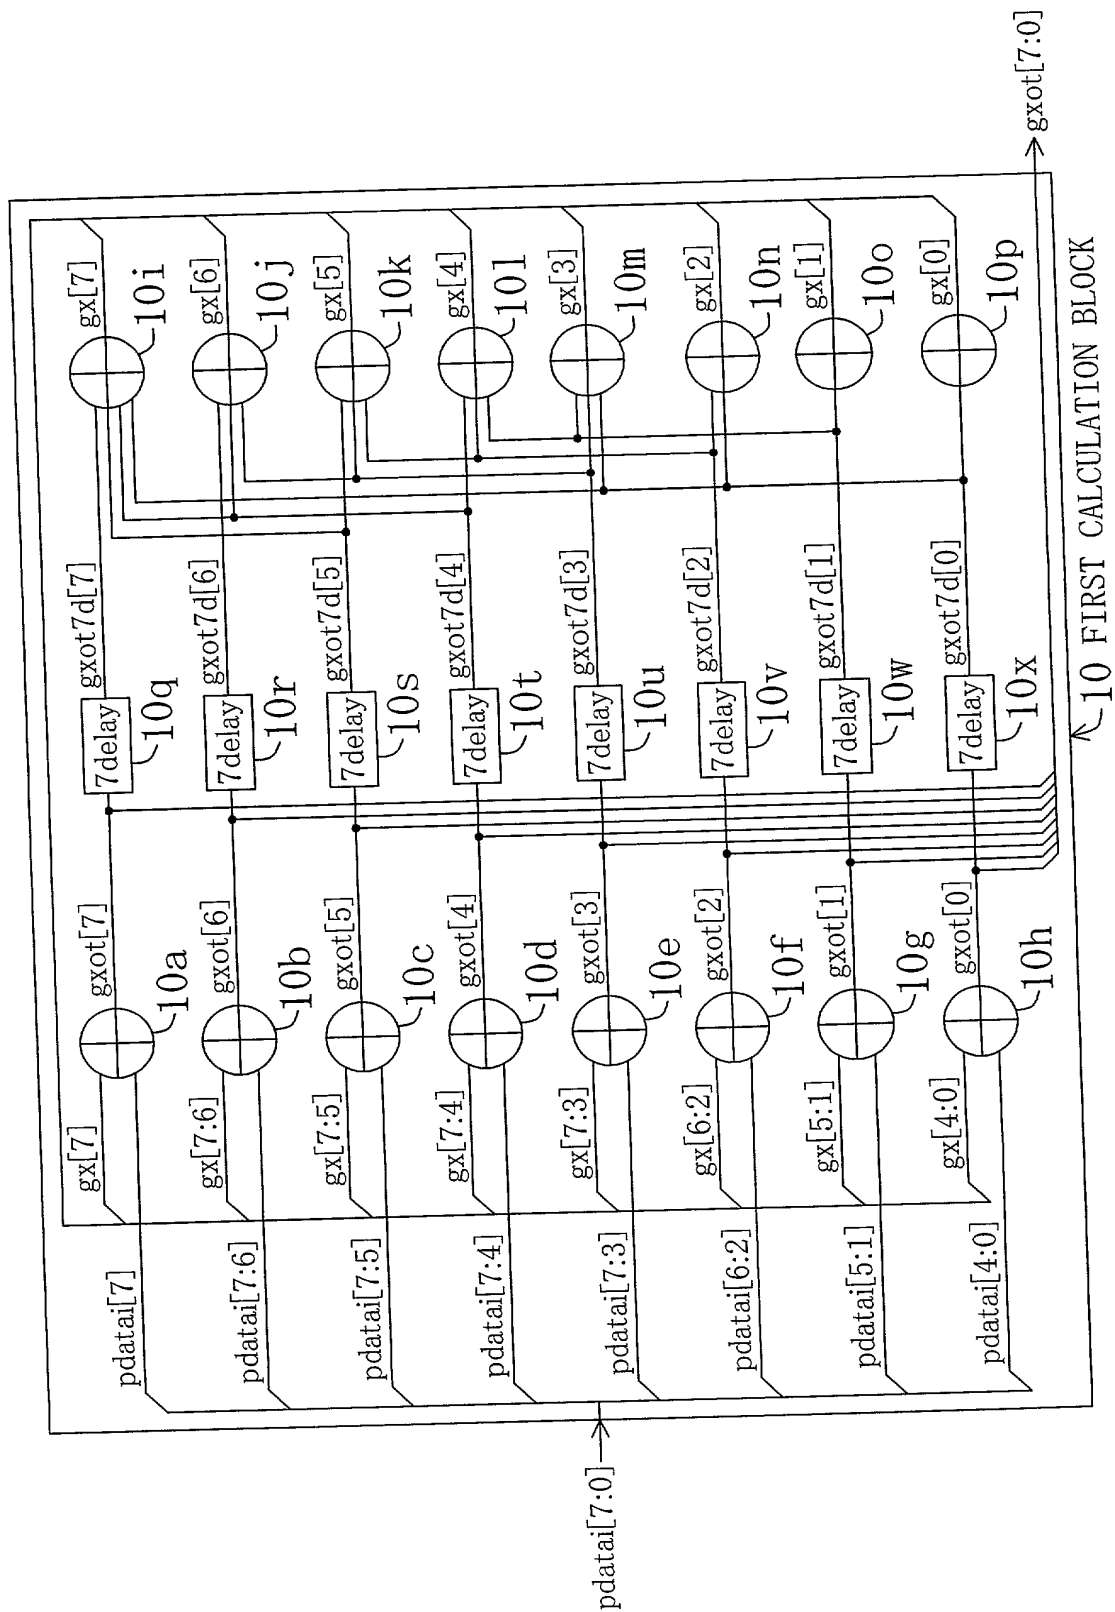 pdatai[7:0]
pdatai[7]
gx[7]
10a
gxot[7]
7delay
10q
gxot7d[7]
10i
gx[7]
pdatai[7:6]
gx[7:6]
10b
gxot[6]
7delay
10r
gxot7d[6]
10j
gx[6]
pdatai[7:5]
gx[7:5]
10c
gxot[5]
7delay
10s
gxot7d[5]
10k
gx[5]
pdatai[7:4]
gx[7:4]
10d
gxot[4]
7delay
10t
gxot7d[4]
10l
gx[4]
pdatai[7:3]
gx[7:3]
10e
gxot[3]
7delay
10u
gxot7d[3]
10m
gx[3]
pdatai[6:2]
gx[6:2]
10f
gxot[2]
7delay
10v
gxot7d[2]
10n
gx[2]
pdatai[5:1]
gx[5:1]
10g
gxot[1]
7delay
10w
gxot7d[1]
10o
gx[1]
pdatai[4:0]
gx[4:0]
10h
gxot[0]
7delay
10x
gxot7d[0]
10p
gx[0]
gxot[7:0]
10 FIRST CALCULATION BLOCK